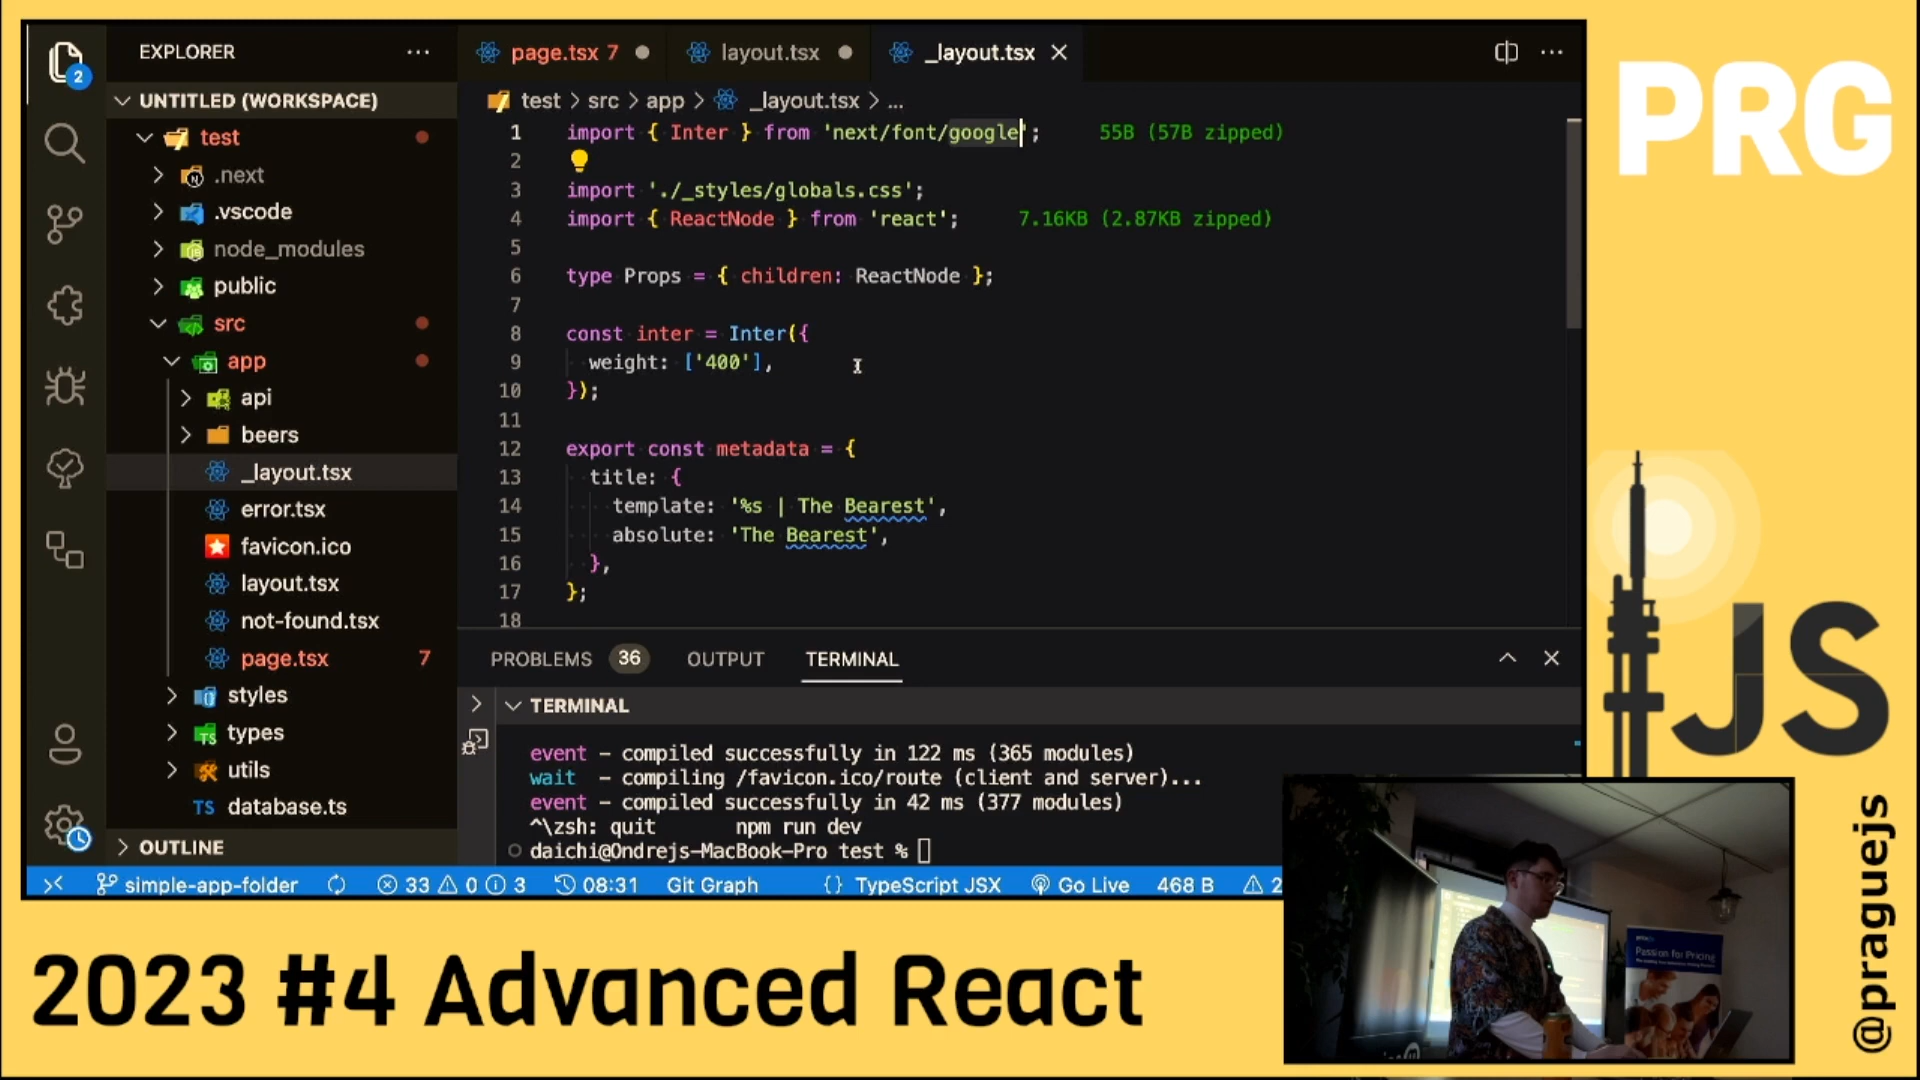 EXPLORER
UNTITLED (WORKSPACE)
test
.next
.vscode
node_modules
public
src
app
api
beers
_layout.tsx
error.tsx
favicon.ico
layout.tsx
not-found.tsx
page.tsx 7
styles
types
utils
TS database.ts
OUTLINE
2
page.tsx 7
layout.tsx
_layout.tsx
test > src > app > _layout.tsx > ...
1 import { Inter } from 'next/font/google'; 55B (57B zipped)
2
3 import './_styles/globals.css';
4 import { ReactNode } from 'react'; 7.16KB (2.87KB zipped)
5
6 type Props = { children: ReactNode };
7
8 const inter = Inter({
9 weight: ['400'],
10 });
11
12 export const metadata = {
13 title: {
14 template: '%s | The Bearest',
15 absolute: 'The Bearest',
16 },
17 };
18
PROBLEMS 36 OUTPUT TERMINAL
TERMINAL
event - compiled successfully in 122 ms (365 modules)
wait - compiling /favicon.ico/route (client and server)...
event - compiled successfully in 42 ms (377 modules)
^\zsh: quit npm run dev
daichi@Ondrejs-MacBook-Pro test %
simple-app-folder 33 0 3 08:31 Git Graph {} TypeScript JSX Go Live 468 B 2
PRG
JS
@praguejs
Passion for Pricing
2023 #4 Advanced React